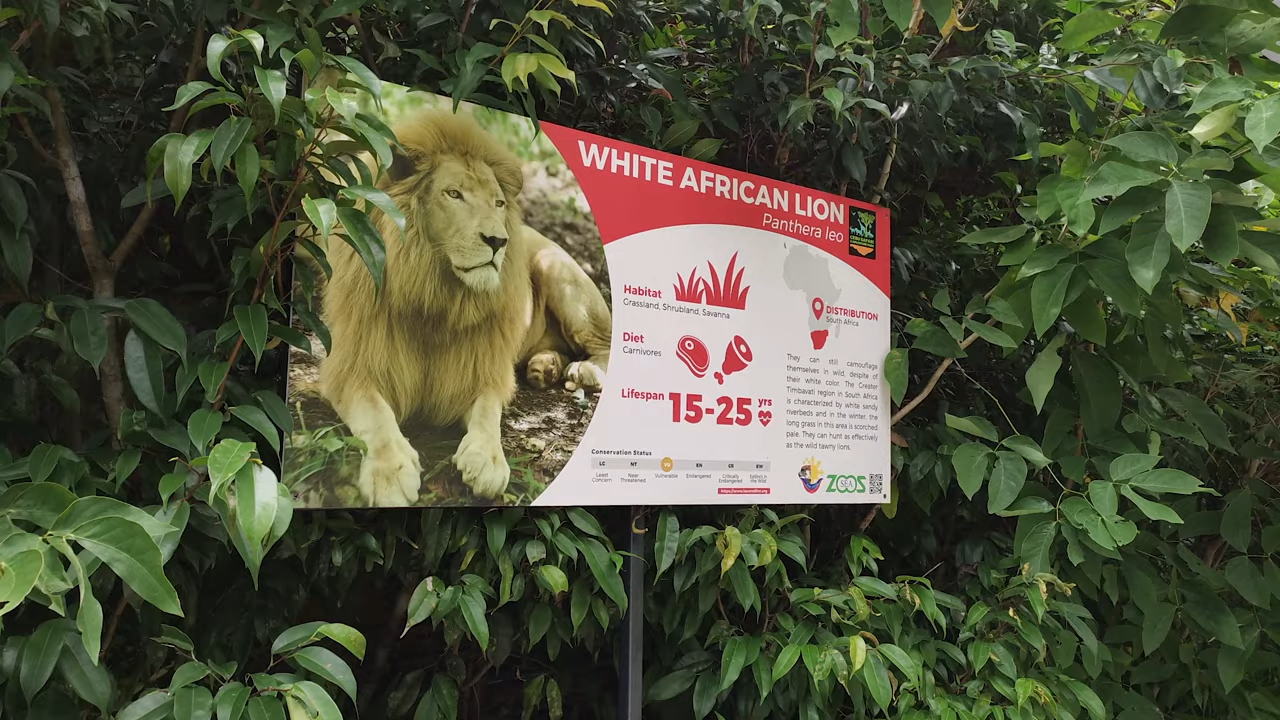 WHITE AFRICAN LION
Panthera leo
Habitat
Grassland, Shrubland, Savanna
Diet
Carnivores
Lifespan
15-25 yrs
DISTRIBUTION
South Africa
They can still camouflage
themselves in wild, despite of
their white color. The Greater
Timbavati region in South Africa
is characterized by white sandy
riverbeds and in the winter, the
long grass in this area is scorched
pale. They can hunt as effectively
as the wild tawny lions.
Conservation Status
LC NT VU EN CR EW
Least Concern
Near Threatened
Vulnerable
Endangered
Critically Endangered
Extinct in the Wild
SEA
ZOOS